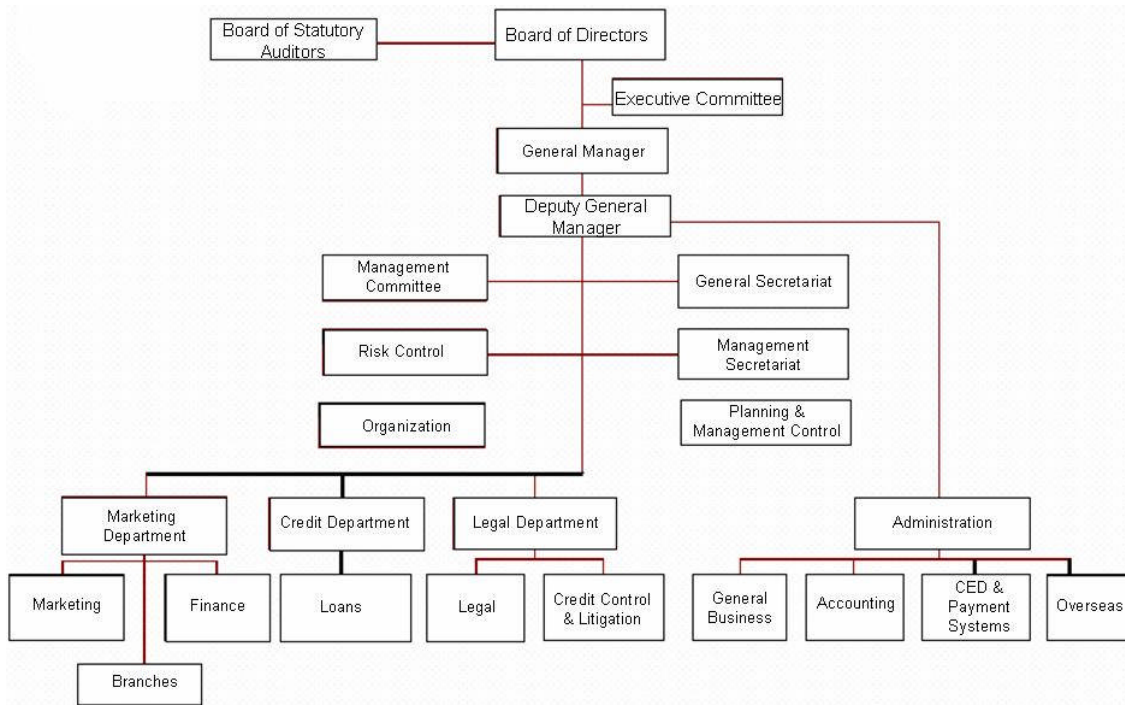 Board of Statutory
Auditors
Board of Directors
Executive Committee
General Manager
Deputy General
Manager
Management
Committee
General Secretariat
Risk Control
Management
Secretariat
Organization
Planning &
Management Control
Marketing
Department
Credit Department
Legal Department
Administration
Marketing
Finance
Loans
Legal
Credit Control
& Litigation
General
Business
Accounting
CED &
Payment
Systems
Overseas
Branches